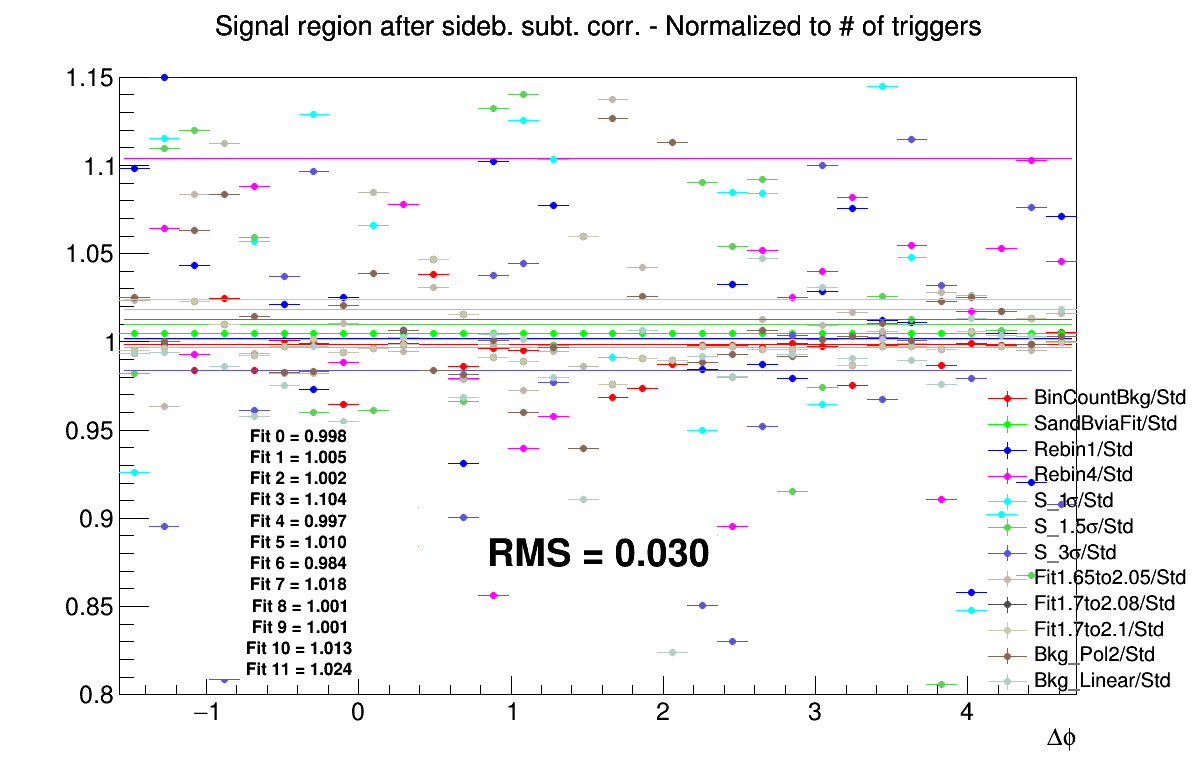 Signal region after sideb. subt. corr. - Normalized to # of triggers
1.15
1.1
1.05
1
0.95
0.9
0.85
0.8
−1
0
1
2
3
4
Δϕ
Fit 0 = 0.998
Fit 1 = 1.005
Fit 2 = 1.002
Fit 3 = 1.104
Fit 4 = 0.997
Fit 5 = 1.010
Fit 6 = 0.984
Fit 7 = 1.018
Fit 8 = 1.001
Fit 9 = 1.001
Fit 10 = 1.013
Fit 11 = 1.024
RMS = 0.030
BinCountBkg/Std
SandBviaFit/Std
Rebin1/Std
Rebin4/Std
S_1σ/Std
S_1.5σ/Std
S_3σ/Std
Fit1.65to2.05/Std
Fit1.7to2.08/Std
Fit1.7to2.1/Std
Bkg_Pol2/Std
Bkg_Linear/Std